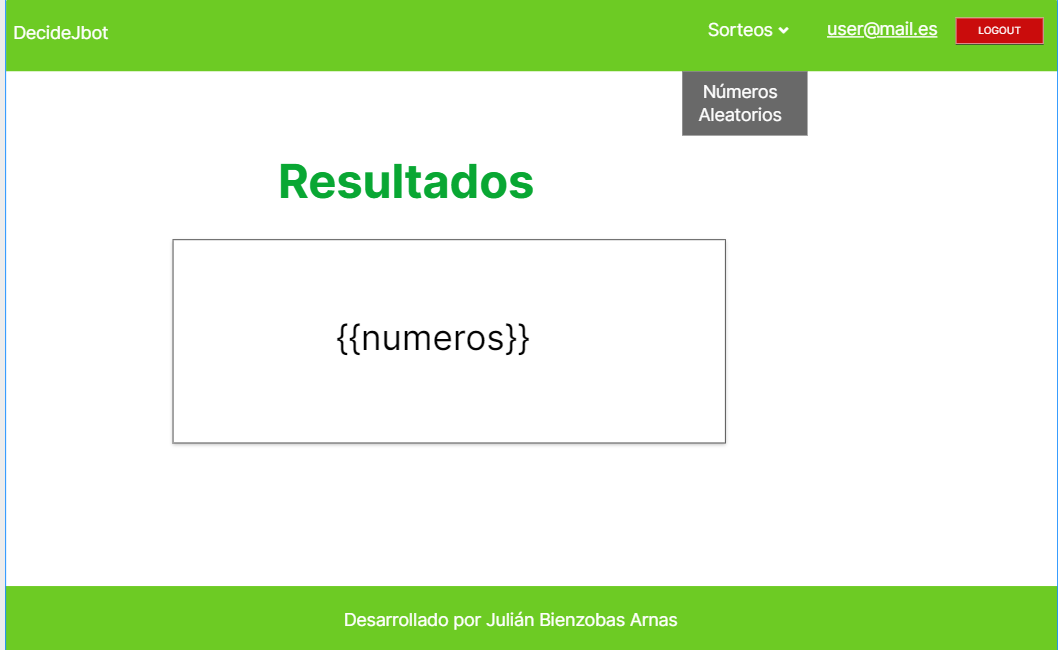 DecideJbot
Sorteos
user@mail.es
LOGOUT
Números
Aleatorios
Resultados
{{numeros}}
Desarrollado por Julián Bienzobas Arnas